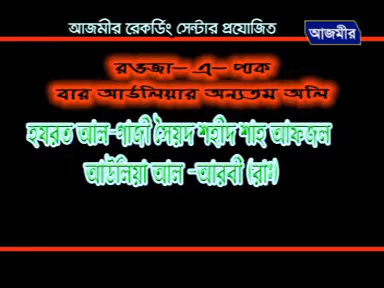 আজমীর রেকর্ডিং সেন্টার প্রযোজিত
আজমীর
রওজা- এ- পাক
বার আউলিয়ার অন্যতম অলি
হযরত আল-গাজী সৈয়দ শহীদ শাহ আফজল
আউলিয়া আল -আরবী (রাঃ)